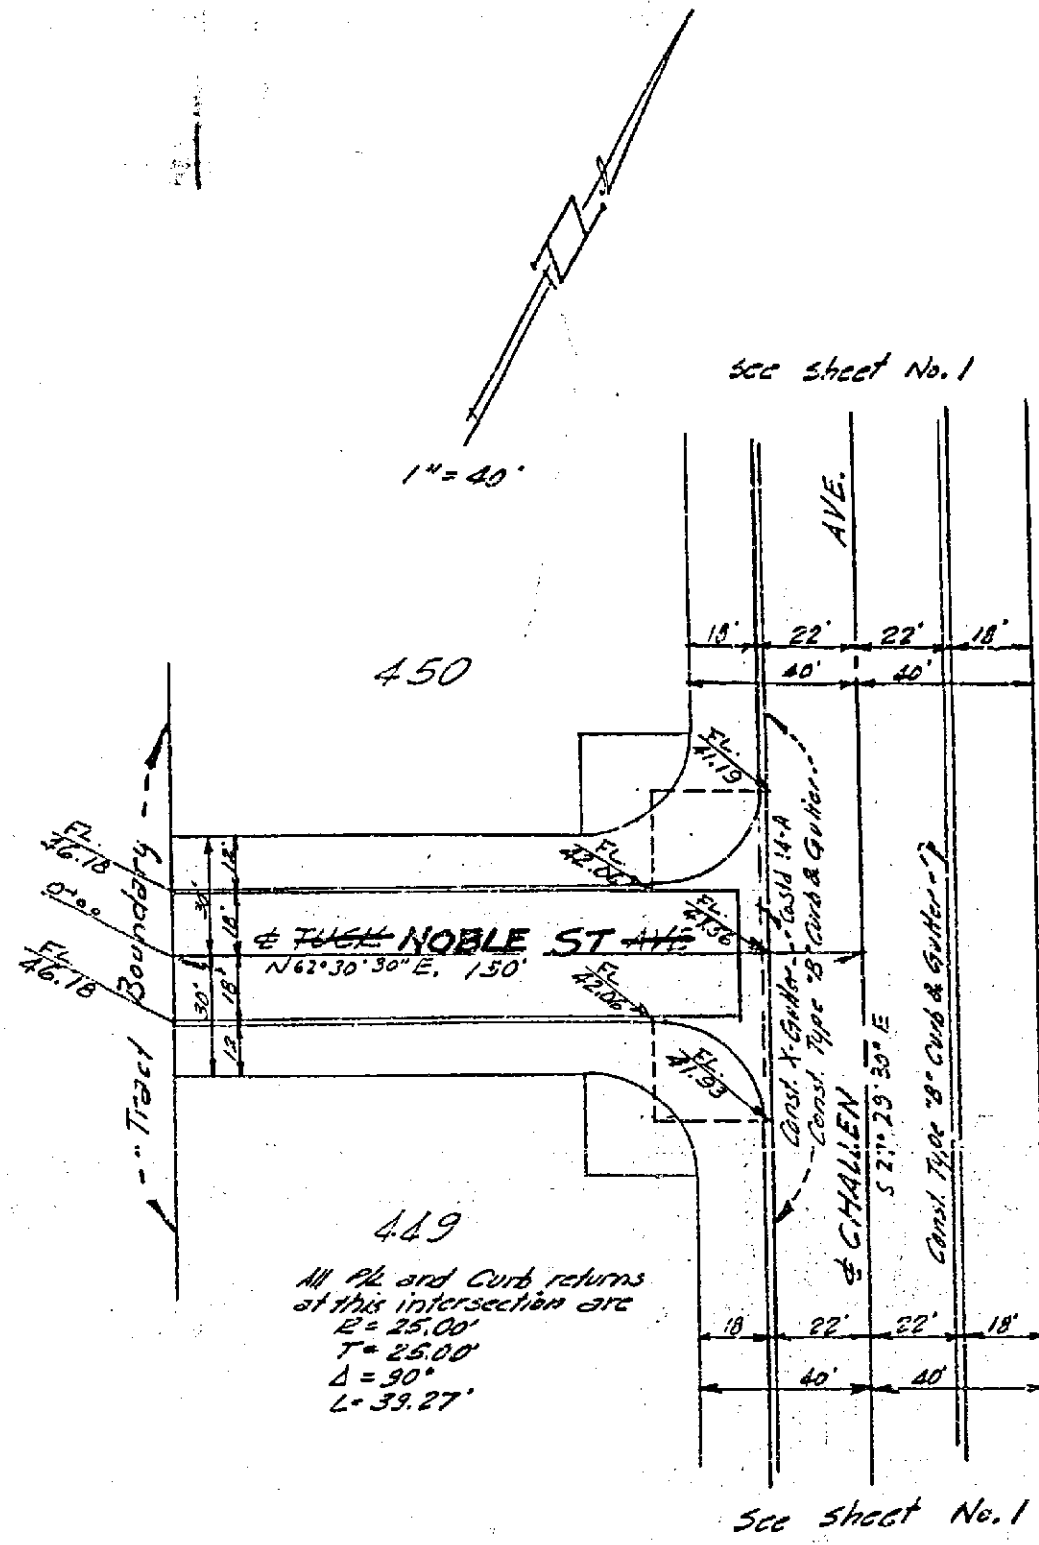 see sheet No. 1
1" = 40'
AVE.
18' 22' 22' 18'
40' 40'
450
FL. 41.19
FL. 46.18
0+00
FL 46.18
Tract Boundary
30' 12'
18'
30' 18'
12
FL 42.06
℄ TUCK NOBLE ST AVE
N 62° 30' 30" E. 150'
FL 42.06
FL. 41.93
Const. X-Gutter
Const. Type "B" Curb & Gutter
℄ CHALLEN
S 27° 29' 30" E
Const. Type "B" Curb & Gutter
449
All P/L and Curb returns
at this intersection are
R = 25.00'
T = 25.00'
Δ = 90°
L = 39.27'
18 22' 22' 18'
40' 40'
See sheet No. 1